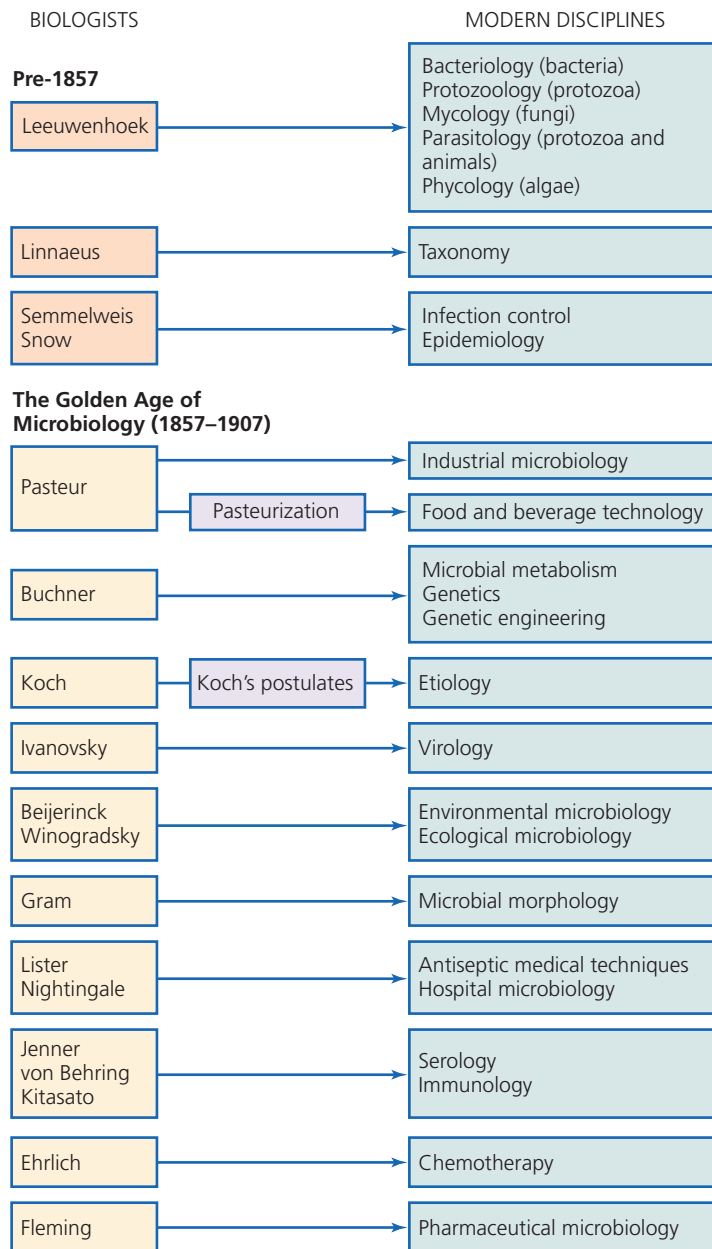 BIOLOGISTS
MODERN DISCIPLINES
Pre-1857
Leeuwenhoek
Bacteriology (bacteria)
Protozoology (protozoa)
Mycology (fungi)
Parasitology (protozoa and
animals)
Phycology (algae)
Linnaeus
Taxonomy
Semmelweis
Snow
Infection control
Epidemiology
The Golden Age of
Microbiology (1857–1907)
Pasteur
Industrial microbiology
Pasteurization
Food and beverage technology
Buchner
Microbial metabolism
Genetics
Genetic engineering
Koch
Koch’s postulates
Etiology
Ivanovsky
Virology
Beijerinck
Winogradsky
Environmental microbiology
Ecological microbiology
Gram
Microbial morphology
Lister
Nightingale
Antiseptic medical techniques
Hospital microbiology
Jenner
von Behring
Kitasato
Serology
Immunology
Ehrlich
Chemotherapy
Fleming
Pharmaceutical microbiology